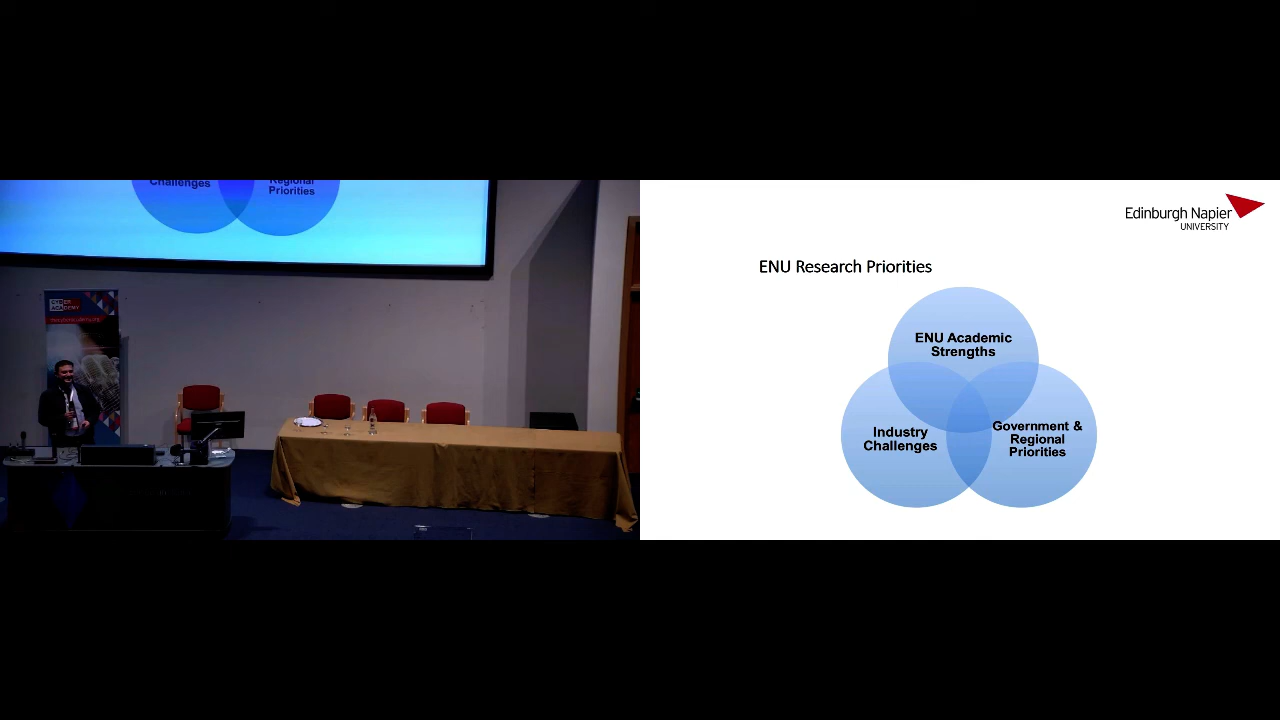 Challenges
Regional
Priorities
Edinburgh Napier
UNIVERSITY
ENU Research Priorities
ENU Academic
Strengths
Industry
Challenges
Government &
Regional
Priorities